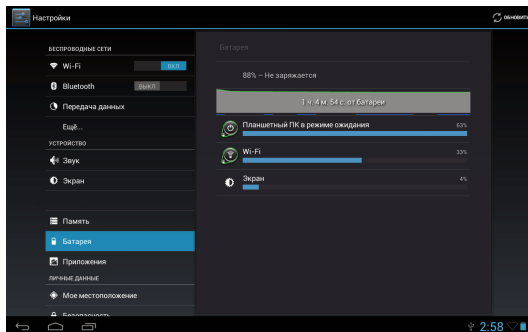 Настройки
ОБНОВИТЬ
БЕСПРОВОДНЫЕ СЕТИ
Wi-Fi
ВКЛ
Bluetooth
ВЫКЛ
Передача данных
Ещё...
УСТРОЙСТВО
Звук
Экран
Память
Батарея
Приложения
ЛИЧНЫЕ ДАННЫЕ
Мое местоположение
Безопасность
Батарея
88% – Не заряжается
1 ч. 4 м. 54 с. от батареи
Планшетный ПК в режиме ожидания
63%
Wi-Fi
33%
Экран
4%
2:58